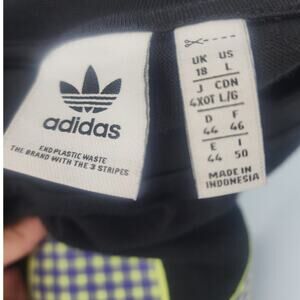 adidas
END PLASTIC WASTE
THE BRAND WITH THE 3 STRIPES
UK US
18 L
J CDN
4XOT L/G
D F
44 46
E I
44 50
MADE IN
INDONESIA